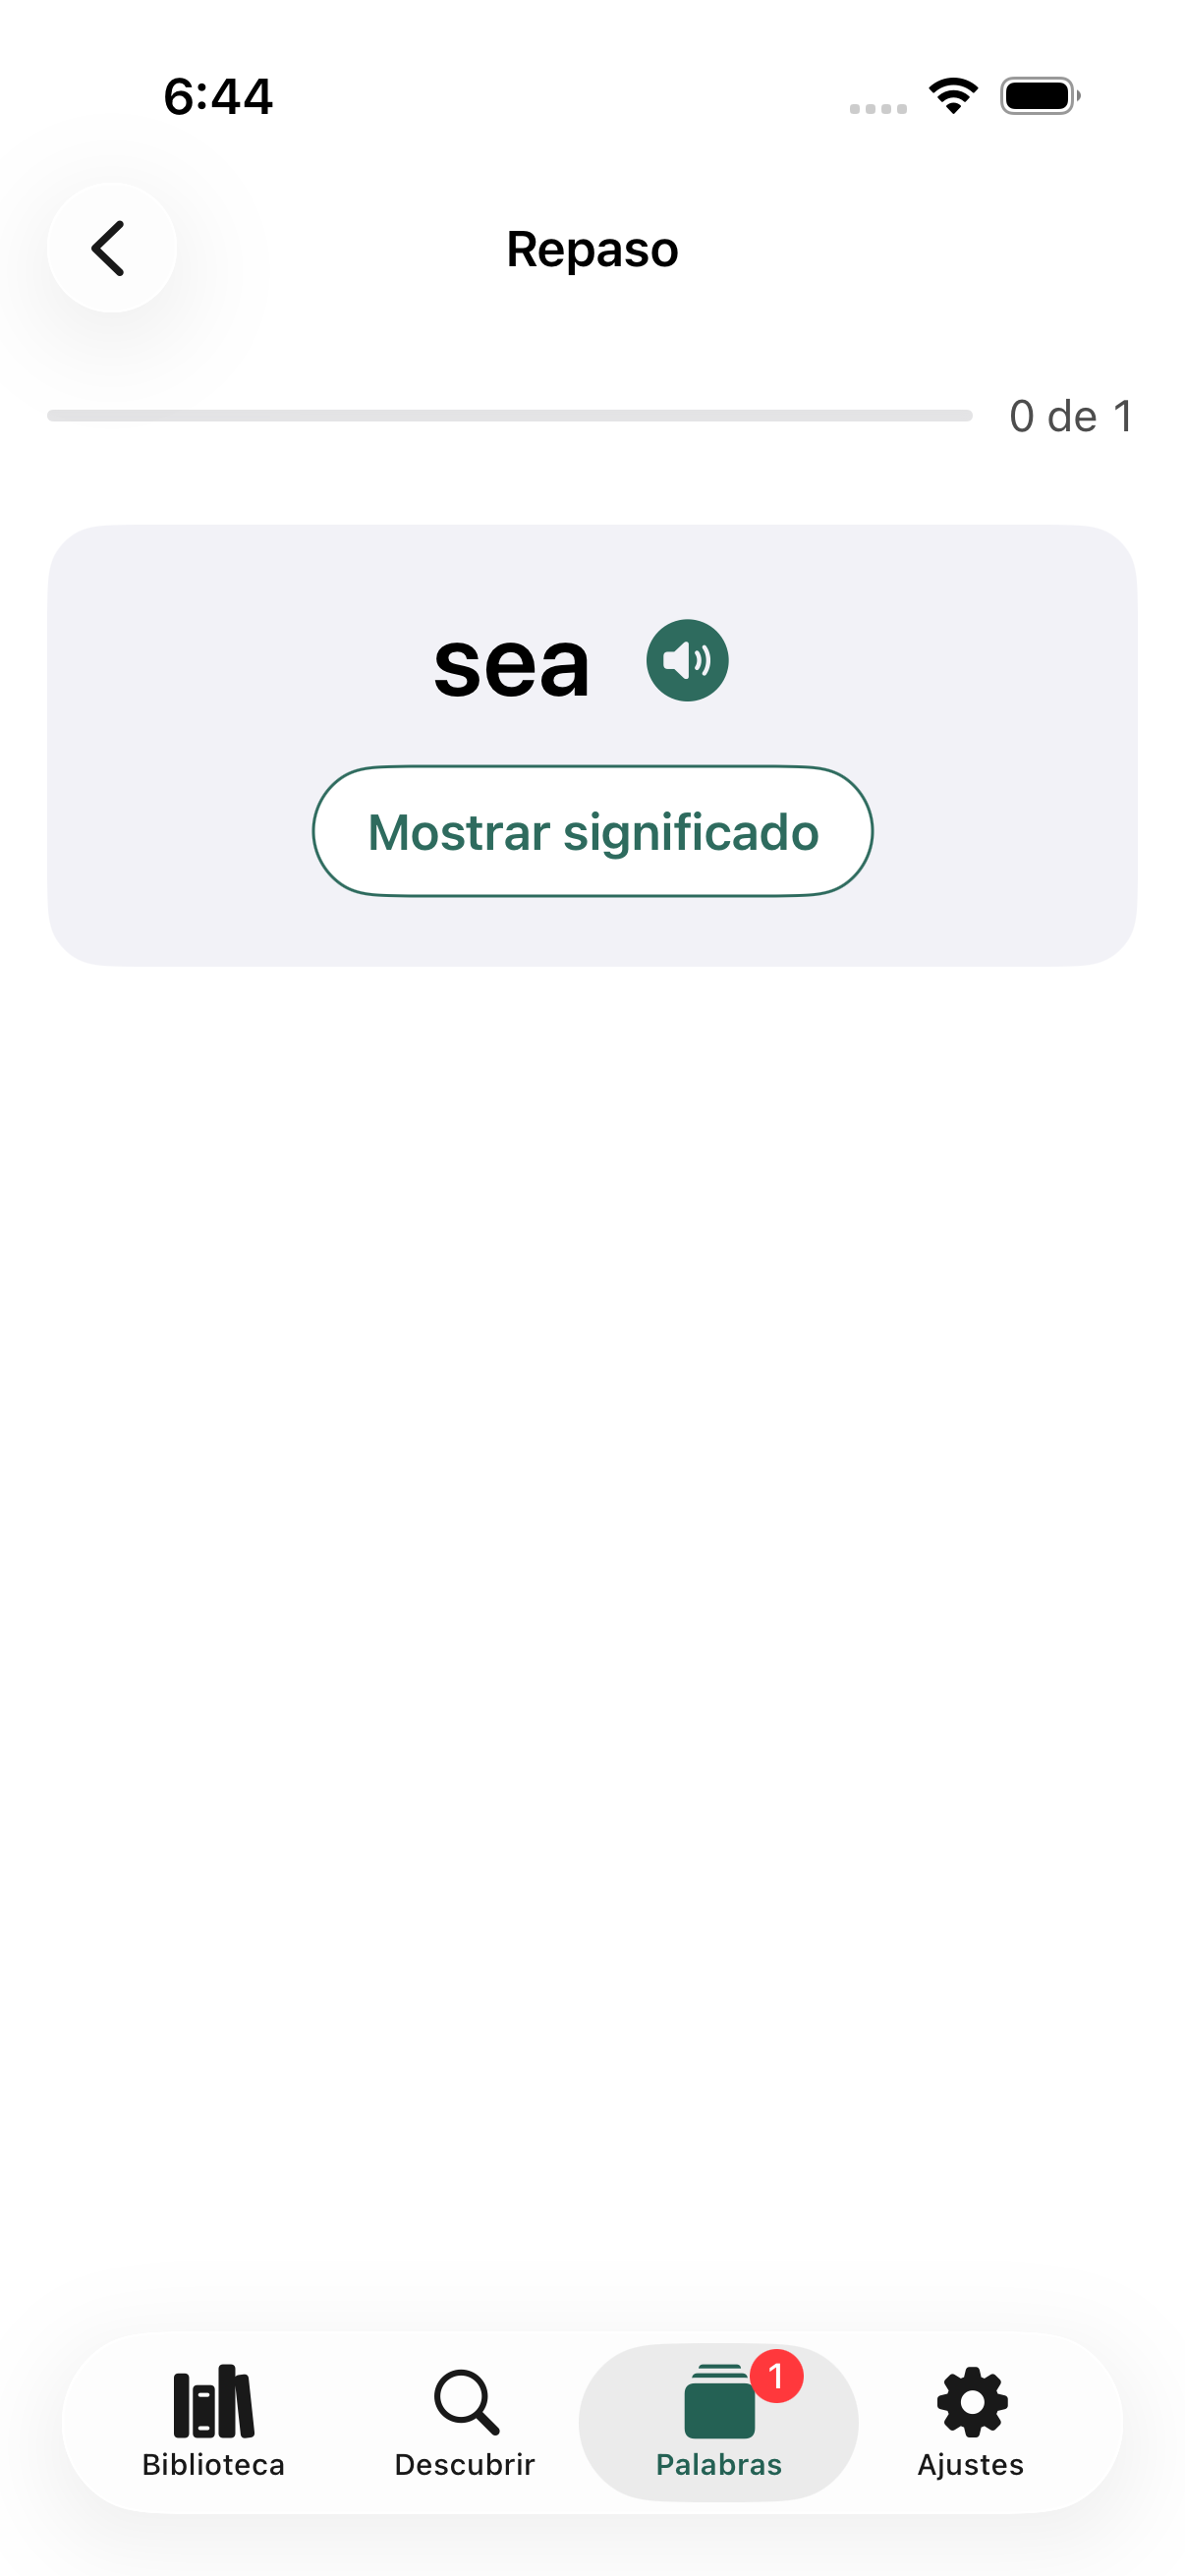 6:44
Repaso
0 de 1
sea
Mostrar significado
1
Biblioteca
Descubrir
Palabras
Ajustes